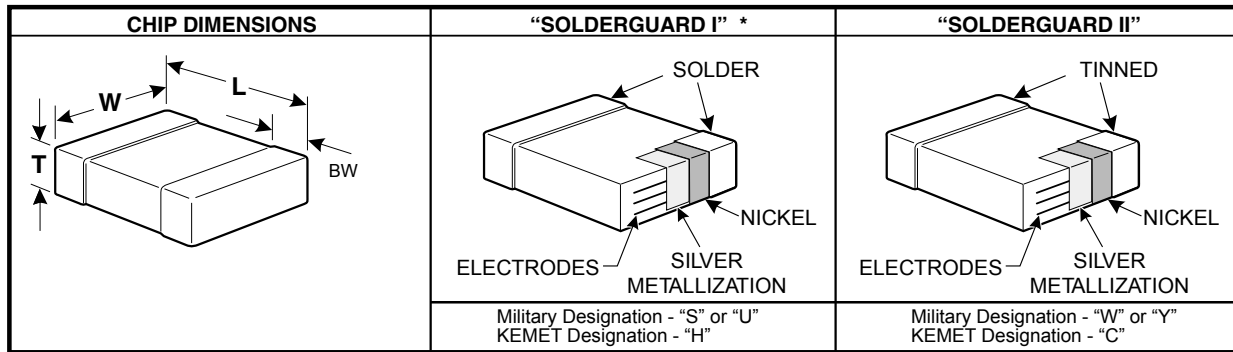 CHIP DIMENSIONS
W
L
T
BW
“SOLDERGUARD I” *
SOLDER
NICKEL
ELECTRODES
SILVER
METALLIZATION
Military Designation - “S” or “U”
KEMET Designation - “H”
“SOLDERGUARD II”
TINNED
NICKEL
ELECTRODES
SILVER
METALLIZATION
Military Designation - “W” or “Y”
KEMET Designation - “C”